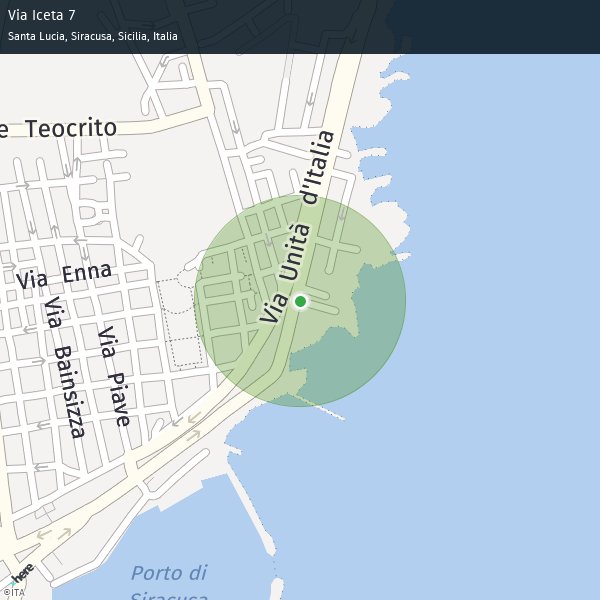 Via Iceta 7
Santa Lucia, Siracusa, Sicilia, Italia
e Teocrito
Via Unità d'Italia
Via Enna
Via Bainsizza
Via Piave
Porto di
Siracusa
here
©ITA